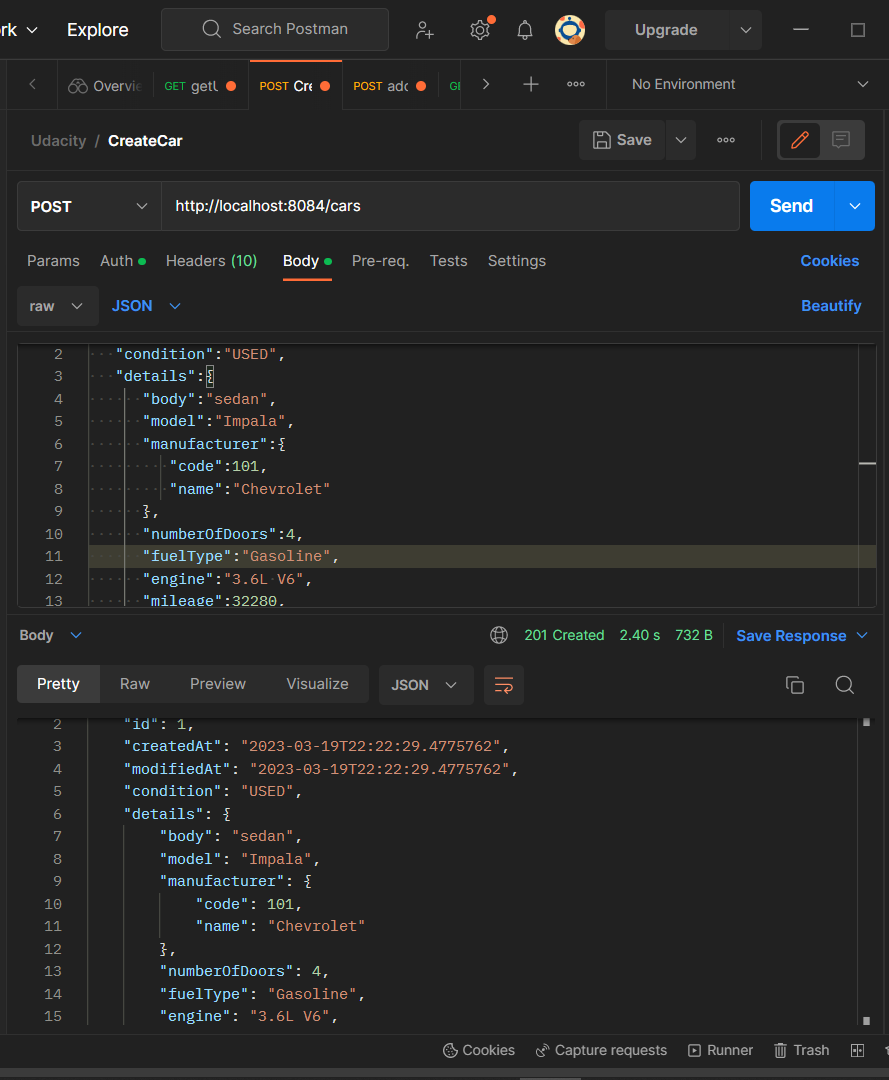 rk Explore Search Postman Upgrade
Overvie GET getU POST Cre POST add GE No Environment
Udacity / CreateCar Save
POST http://localhost:8084/cars Send
Params Auth Headers (10) Body Pre-req. Tests Settings Cookies
raw JSON Beautify
2 "condition":"USED",
3 "details":{
4 "body":"sedan",
5 "model":"Impala",
6 "manufacturer":{
7 "code":101,
8 "name":"Chevrolet"
9 },
10 "numberOfDoors":4,
11 "fuelType":"Gasoline",
12 "engine":"3.6L V6",
13 "mileage":32280,
Body 201 Created 2.40 s 732 B Save Response
Pretty Raw Preview Visualize JSON
2 "id": 1,
3 "createdAt": "2023-03-19T22:22:29.4775762",
4 "modifiedAt": "2023-03-19T22:22:29.4775762",
5 "condition": "USED",
6 "details": {
7 "body": "sedan",
8 "model": "Impala",
9 "manufacturer": {
10 "code": 101,
11 "name": "Chevrolet"
12 },
13 "numberOfDoors": 4,
14 "fuelType": "Gasoline",
15 "engine": "3.6L V6",
Cookies Capture requests Runner Trash